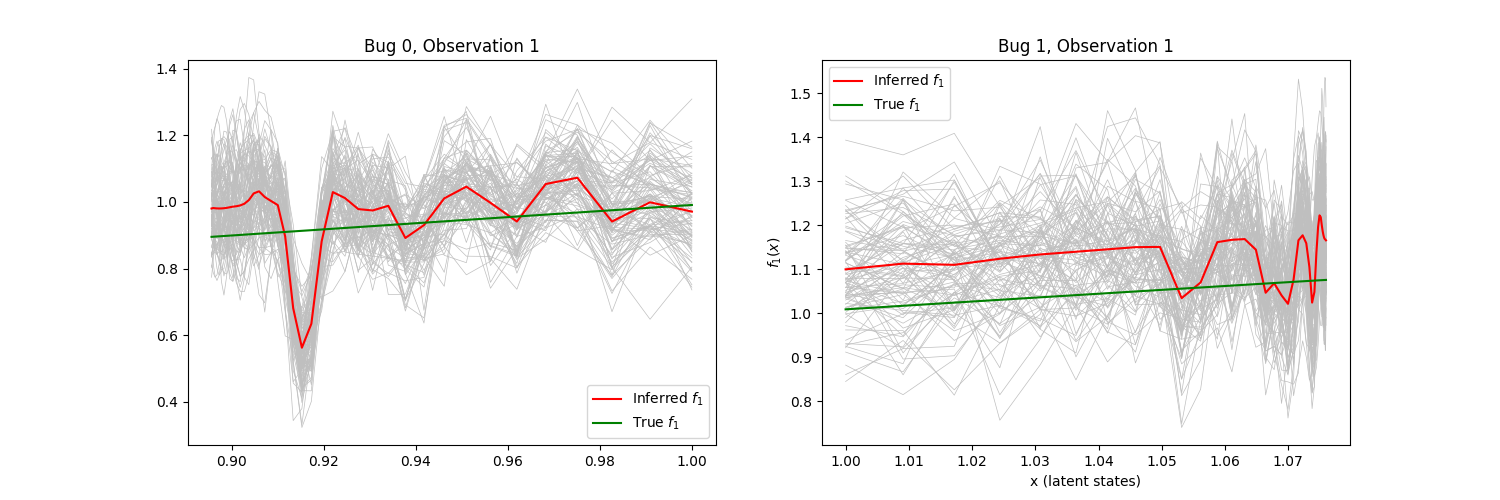 Bug 0, Observation 1
1.4
1.2
1.0
0.8
0.6
0.4
Inferred f₁
True f₁
0.90 0.92 0.94 0.96 0.98 1.00
Bug 1, Observation 1
Inferred f₁
True f₁
f₁(x)
1.5
1.4
1.3
1.2
1.1
1.0
0.9
0.8
1.00 1.01 1.02 1.03 1.04 1.05 1.06 1.07
x (latent states)